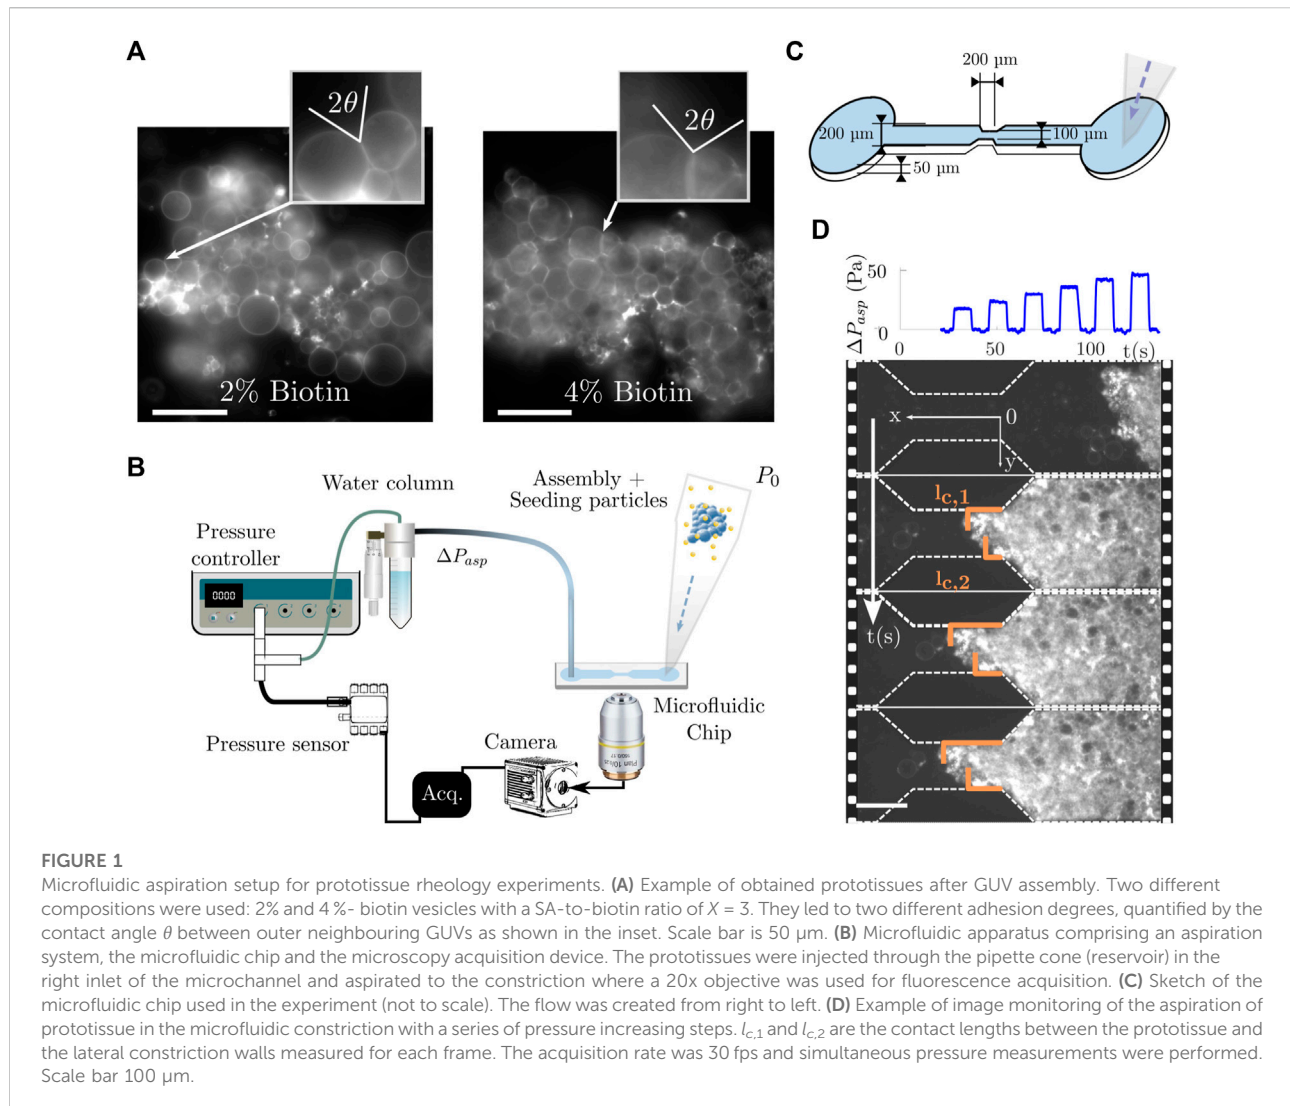 A
2θ
2% Biotin
2θ
4% Biotin
B
Water column
Pressure
controller
0000
ΔPasp
Assembly +
Seeding particles
P0
Pressure sensor
Camera
Acq.
Microfluidic
Chip
C
200 μm
200 μm
100 μm
50 μm
D
ΔPasp (Pa)
50
0
0
50
100
t(s)
x
0
y
lc,1
lc,2
t(s)
FIGURE 1
Microfluidic aspiration setup for prototissue rheology experiments. (A) Example of obtained prototissues after GUV assembly. Two different
compositions were used: 2% and 4 %- biotin vesicles with a SA-to-biotin ratio of X = 3. They led to two different adhesion degrees, quantified by the
contact angle θ between outer neighbouring GUVs as shown in the inset. Scale bar is 50 μm. (B) Microfluidic apparatus comprising an aspiration
system, the microfluidic chip and the microscopy acquisition device. The prototissues were injected through the pipette cone (reservoir) in the
right inlet of the microchannel and aspirated to the constriction where a 20x objective was used for fluorescence acquisition. (C) Sketch of the
microfluidic chip used in the experiment (not to scale). The flow was created from right to left. (D) Example of image monitoring of the aspiration of
prototissue in the microfluidic constriction with a series of pressure increasing steps. lc,1 and lc,2 are the contact lengths between the prototissue and
the lateral constriction walls measured for each frame. The acquisition rate was 30 fps and simultaneous pressure measurements were performed.
Scale bar 100 μm.